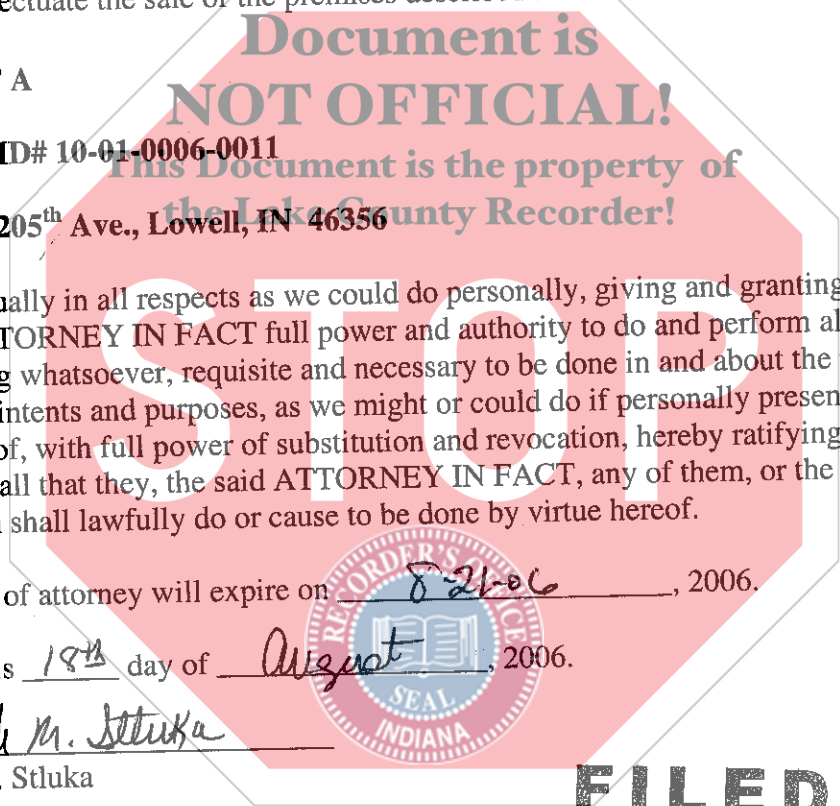 ectuate the sale of the premises
Document is
A
NOT OFFICIAL!
ID# 10-01-0006-0011
This Document is the property of
the Lake County Recorder!
205th Ave., Lowell, IN 46356
STOP
ually in all respects as we could do personally, giving and granting
TORNEY IN FACT full power and authority to do and perform al
g whatsoever, requisite and necessary to be done in and about the
intents and purposes, as we might or could do if personally presen
of, with full power of substitution and revocation, hereby ratifying
all that they, the said ATTORNEY IN FACT, any of them, or the
shall lawfully do or cause to be done by virtue hereof.
of attorney will expire on 8-21-06, 2006.
s 18th day of August, 2006.
RECORDER'S OFFICE
SEAL
INDIANA
M. Stluka
. Stluka
FILED